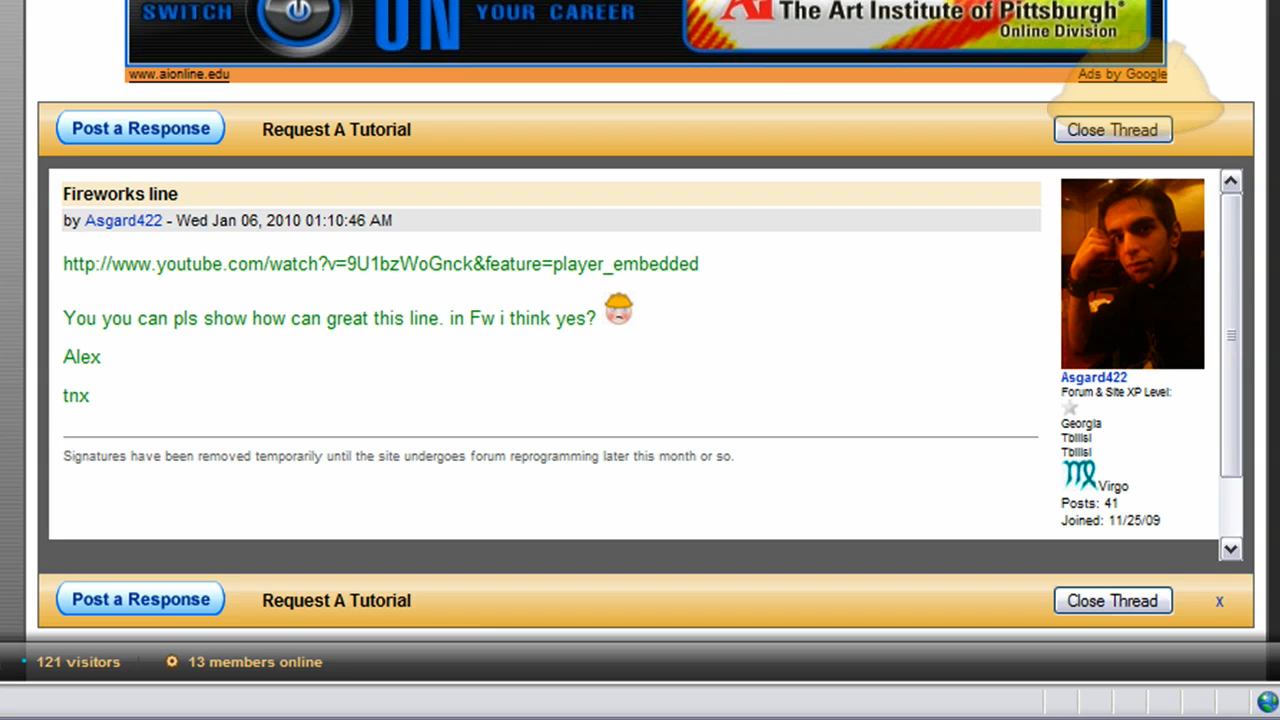 SWITCH ON YOUR CAREER
Ai The Art Institute of Pittsburgh®
Online Division
www.aionline.edu
Ads by Google
Post a Response
Request A Tutorial
Close Thread
Fireworks line
by Asgard422 - Wed Jan 06, 2010 01:10:46 AM
http://www.youtube.com/watch?v=9U1bzWoGnck&feature=player_embedded
You you can pls show how can great this line. in Fw i think yes?
Alex
tnx
Signatures have been removed temporarily until the site undergoes forum reprogramming later this month or so.
Asgard422
Forum & Site XP Level:
Georgia
Tbilisi
Tbilisi
Virgo
Posts: 41
Joined: 11/25/09
Post a Response
Request A Tutorial
Close Thread
X
121 visitors
13 members online